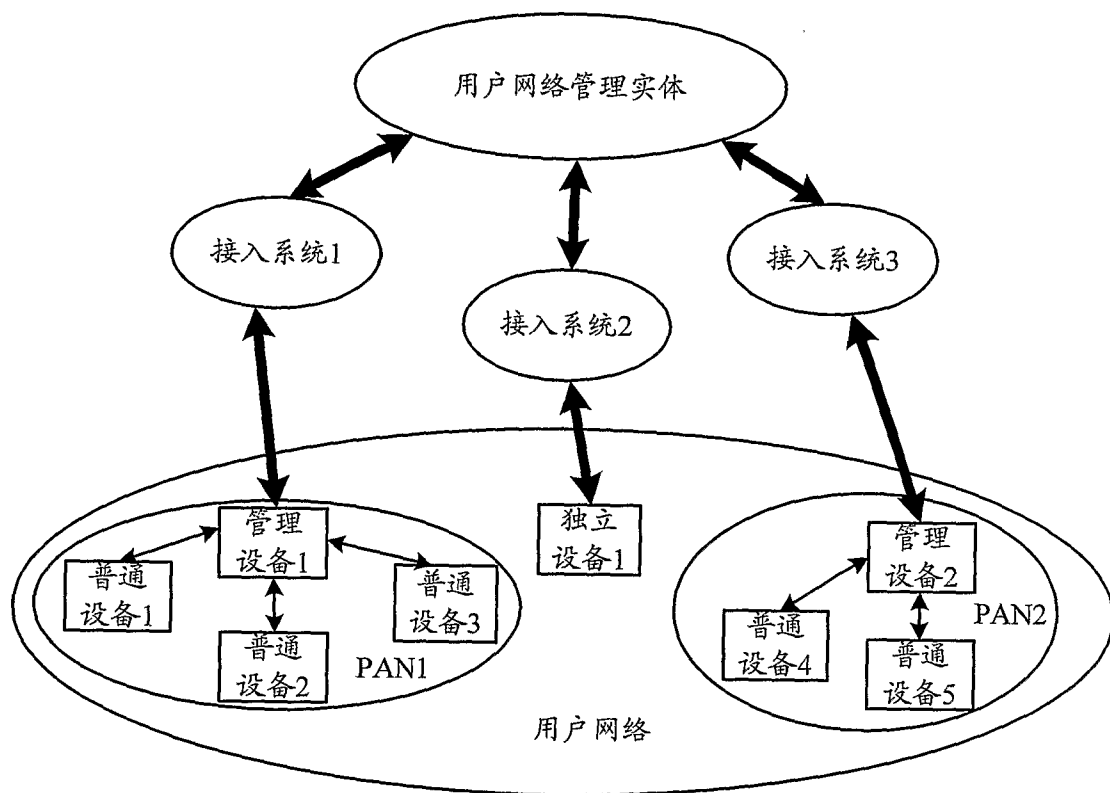 用户网络管理实体
接入系统1
接入系统2
接入系统3
管理
设备1
普通
设备1
普通
设备2
普通
设备3
PAN1
独立
设备1
管理
设备2
普通
设备4
普通
设备5
PAN2
用户网络